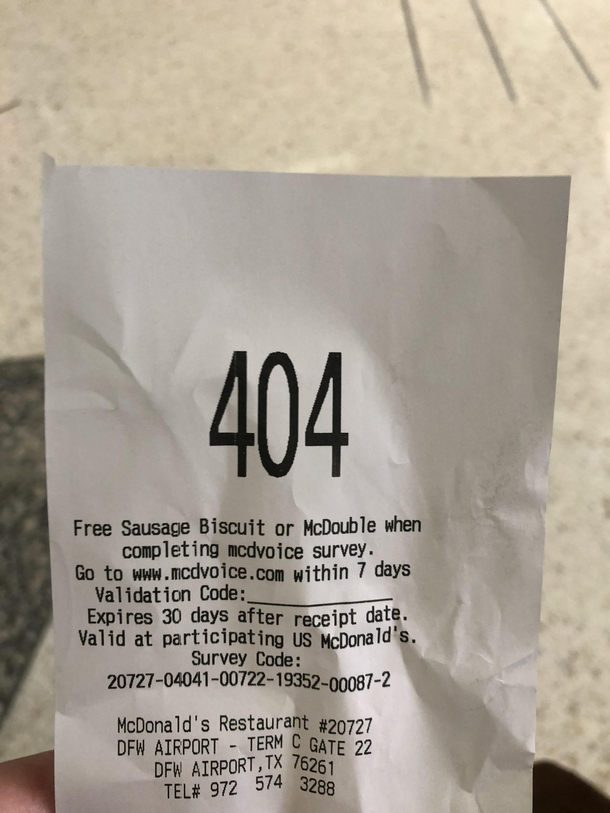 404
Free Sausage Biscuit or McDouble when
completing mcdvoice survey.
Go to www.mcdvoice.com within 7 days
Validation Code:____________
Expires 30 days after receipt date.
Valid at participating US McDonald's.
Survey Code:
20727-04041-00722-19352-00087-2
McDonald's Restaurant #20727
DFW AIRPORT - TERM C GATE 22
DFW AIRPORT,TX 76261
TEL# 972 574 3288